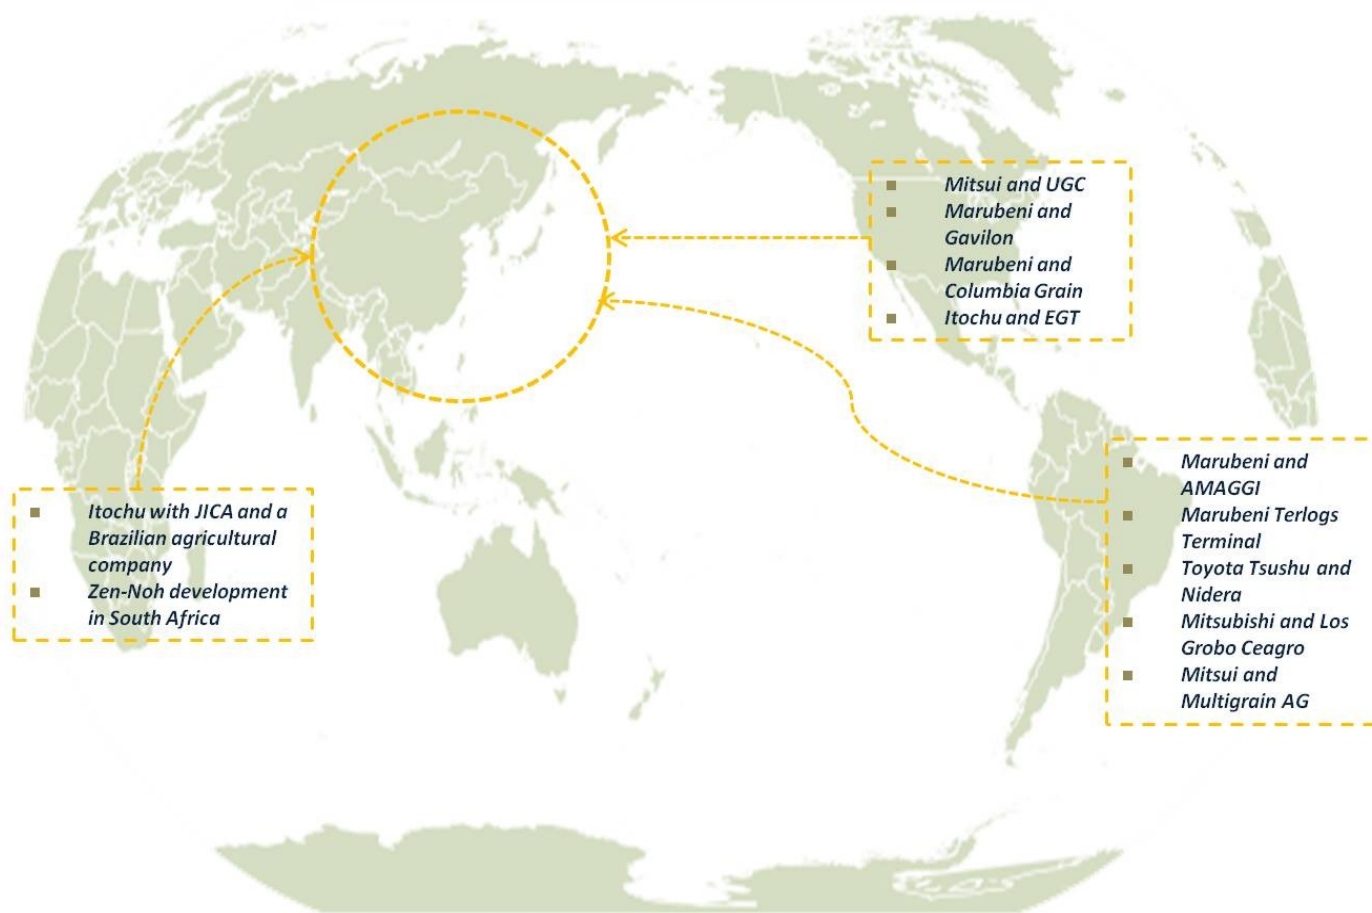 Mitsui and UGC
Marubeni and
Gavilon
Marubeni and
Columbia Grain
Itochu and EGT
Itochu with JICA and a
Brazilian agricultural
company
Zen-Noh development
in South Africa
Marubeni and
AMAGGI
Marubeni Terlogs
Terminal
Toyota Tsushu and
Nidera
Mitsubishi and Los
Grobo Ceagro
Mitsui and
Multigrain AG